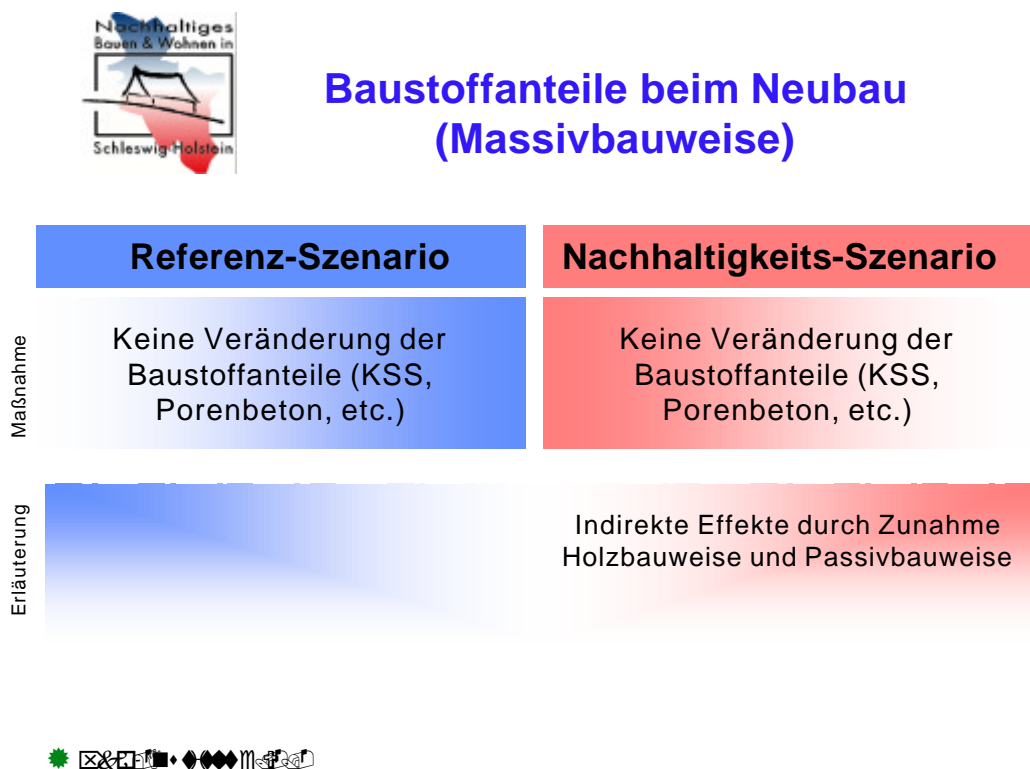 Nachhaltiges
Bauen & Wohnen in
Schleswig-Holstein
Baustoffanteile beim Neubau
(Massivbauweise)
Referenz-Szenario
Nachhaltigkeits-Szenario
Maßnahme
Keine Veränderung der
Baustoffanteile (KSS,
Porenbeton, etc.)
Keine Veränderung der
Baustoffanteile (KSS,
Porenbeton, etc.)
Erläuterung
Indirekte Effekte durch Zunahme
Holzbauweise und Passivbauweise